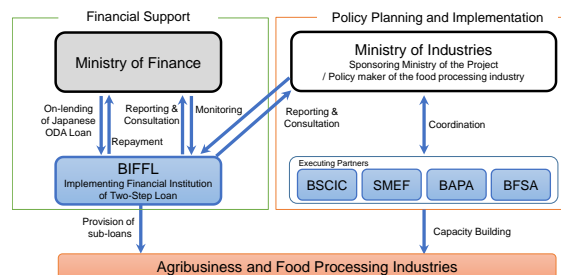 Financial Support
Policy Planning and Implementation
Ministry of Finance
Ministry of Industries
Sponsoring Ministry of the Project
/ Policy maker of the food processing industry
On-lending
of Japanese
ODA Loan
Repayment
Reporting &
Consultation
Monitoring
Reporting &
Consultation
Coordination
BIFFL
Implementing Financial Institution
of Two-Step Loan
Executing Partners
BSCIC
SMEF
BAPA
BFSA
Provision of
sub-loans
Capacity Building
Agribusiness and Food Processing Industries